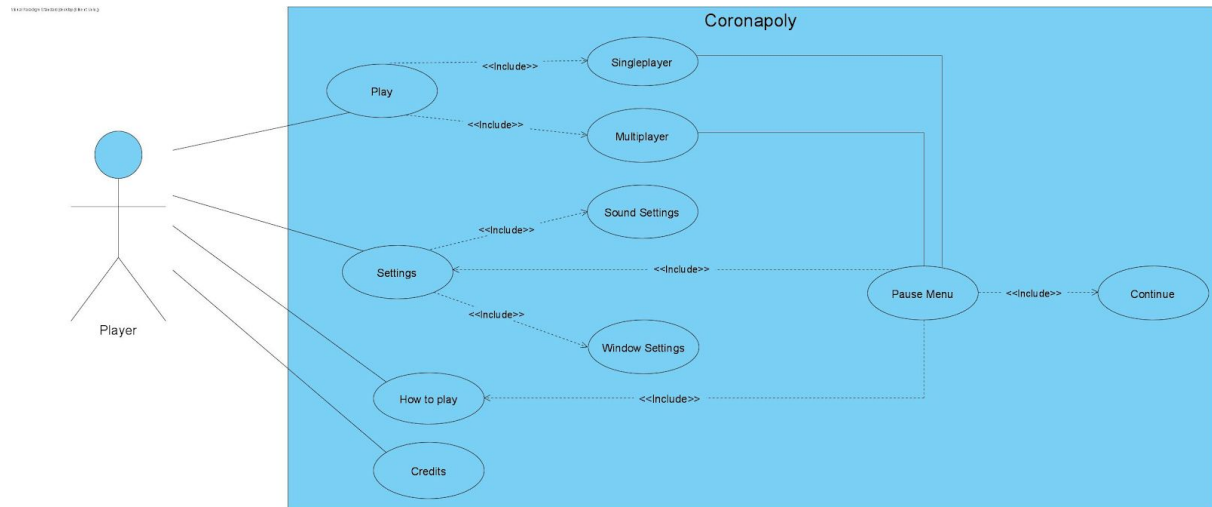 Coronapoly
<<Include>>
Singleplayer
Play
<<Include>>
Multiplayer
Sound Settings
<<Include>>
Settings
<<Include>>
Pause Menu
<<Include>>
Continue
<<Include>>
Window Settings
Player
How to play
<<Include>>
Credits